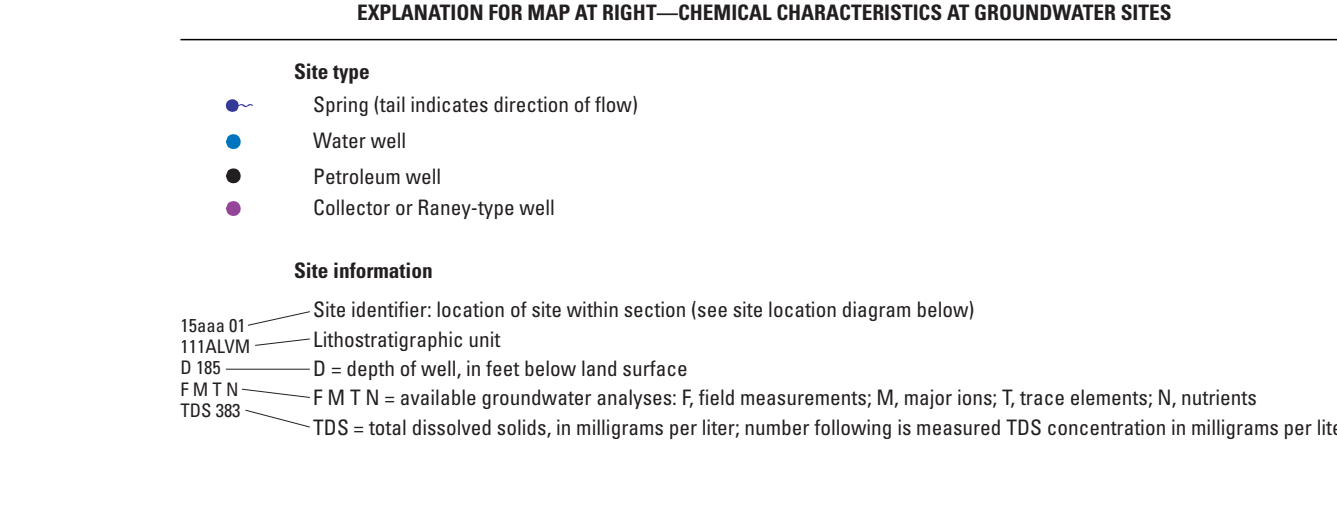 EXPLANATION FOR MAP AT RIGHT—CHEMICAL CHARACTERISTICS AT GROUNDWATER SITES
Site type
Spring (tail indicates direction of flow)
Water well
Petroleum well
Collector or Raney-type well
Site information
15aaa 01
Site identifier: location of site within section (see site location diagram below)
111ALVM
Lithostratigraphic unit
D 185
D = depth of well, in feet below land surface
F M T N
F M T N = available groundwater analyses: F, field measurements; M, major ions; T, trace elements; N, nutrients
TDS 383
TDS = total dissolved solids, in milligrams per liter; number following is measured TDS concentration in milligrams per lite